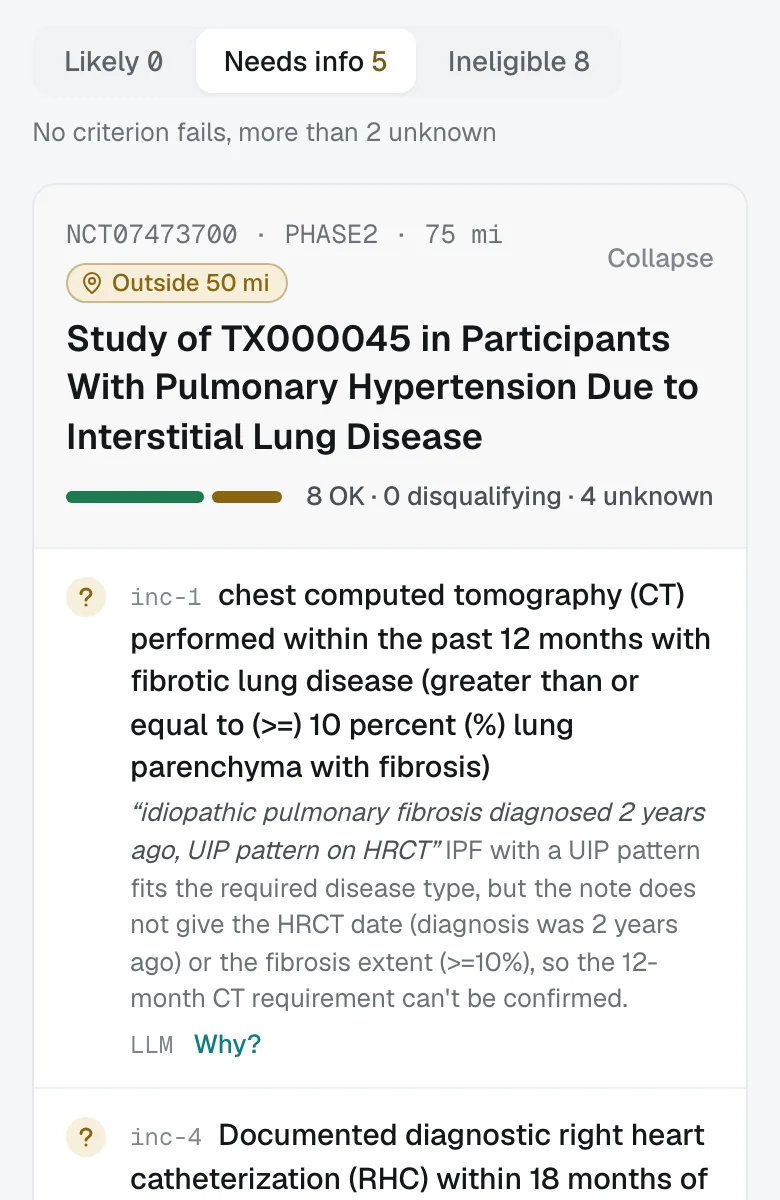 Likely 0
Needs info 5
Ineligible 8
No criterion fails, more than 2 unknown
NCT07473700 · PHASE2 · 75 mi
Collapse
Outside 50 mi
Study of TX000045 in Participants
With Pulmonary Hypertension Due to
Interstitial Lung Disease
8 OK · 0 disqualifying · 4 unknown
? inc-1 chest computed tomography (CT)
performed within the past 12 months with
fibrotic lung disease (greater than or
equal to (>=) 10 percent (%) lung
parenchyma with fibrosis)
“idiopathic pulmonary fibrosis diagnosed 2 years
ago, UIP pattern on HRCT” IPF with a UIP pattern
fits the required disease type, but the note does
not give the HRCT date (diagnosis was 2 years
ago) or the fibrosis extent (>=10%), so the 12-
month CT requirement can't be confirmed.
LLM Why?
? inc-4 Documented diagnostic right heart
catheterization (RHC) within 18 months of